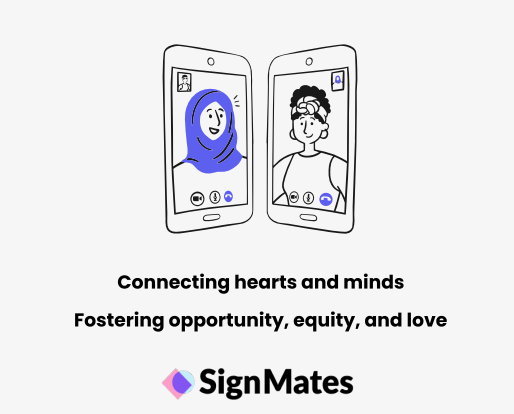 Connecting hearts and minds
Fostering opportunity, equity, and love
SignMates